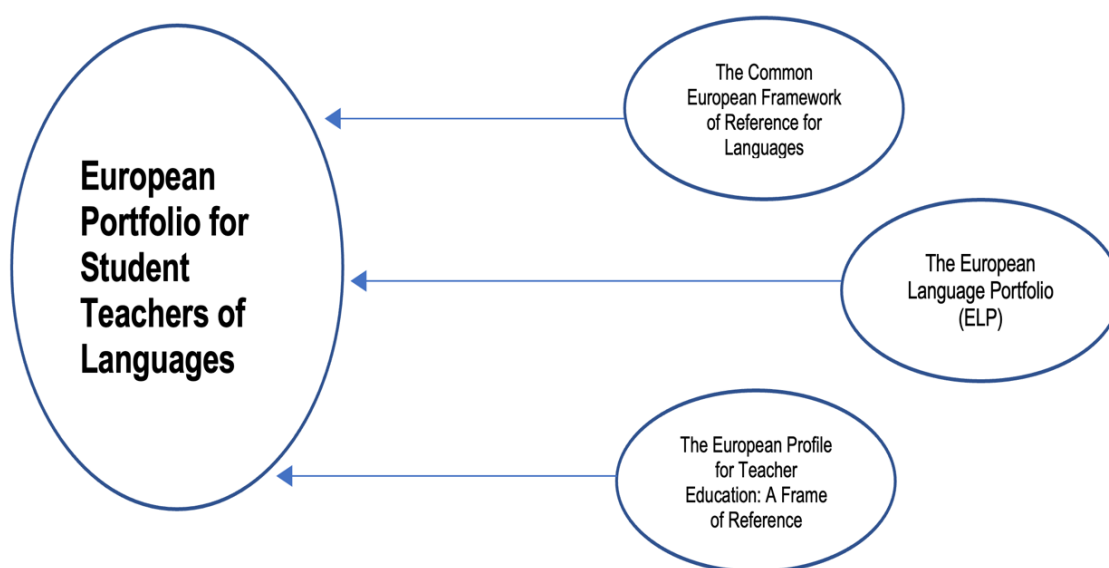 European
Portfolio for
Student
Teachers of
Languages
The Common
European Framework
of Reference for
Languages
The European
Language Portfolio
(ELP)
The European Profile
for Teacher
Education: A Frame
of Reference